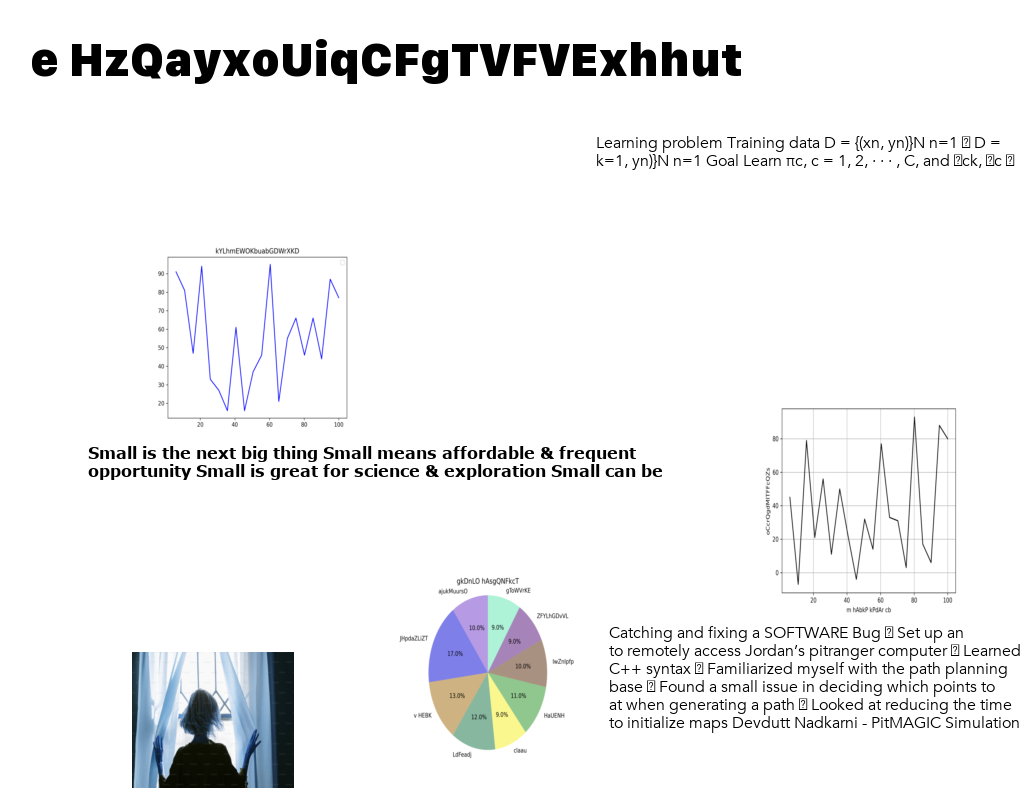 e HzQayxoUiqCFgTVFVExhhut
Learning problem Training data D = {(xn, yn)}N n=1 � D =
k=1, yn)}N n=1 Goal Learn πc, c = 1, 2, · · · , C, and �ck, �c �
kYLhmEWOKbuabGDWrXKD
90
80
70
60
50
40
30
20
20 40 60 80 100
Small is the next big thing Small means affordable & frequent
opportunity Small is great for science & exploration Small can be
80
60
40
20
0
20 40 60 80 100
m hAbkP kPdAr cb
gkDnLO hAsgQNFkcT
ajukMuursO
gToWVrKE
ZFYLhGDvVL
JHpdaZLiZT
lwZnlpfp
v HEBK
HaUENH
LdFeadj
claau
10.0%
9.0%
9.0%
17.0%
10.0%
13.0%
11.0%
12.0%
9.0%
Catching and fixing a SOFTWARE Bug � Set up an
to remotely access Jordan’s pitranger computer � Learned
C++ syntax � Familiarized myself with the path planning
base � Found a small issue in deciding which points to
at when generating a path � Looked at reducing the time
to initialize maps Devdutt Nadkarni - PitMAGIC Simulation